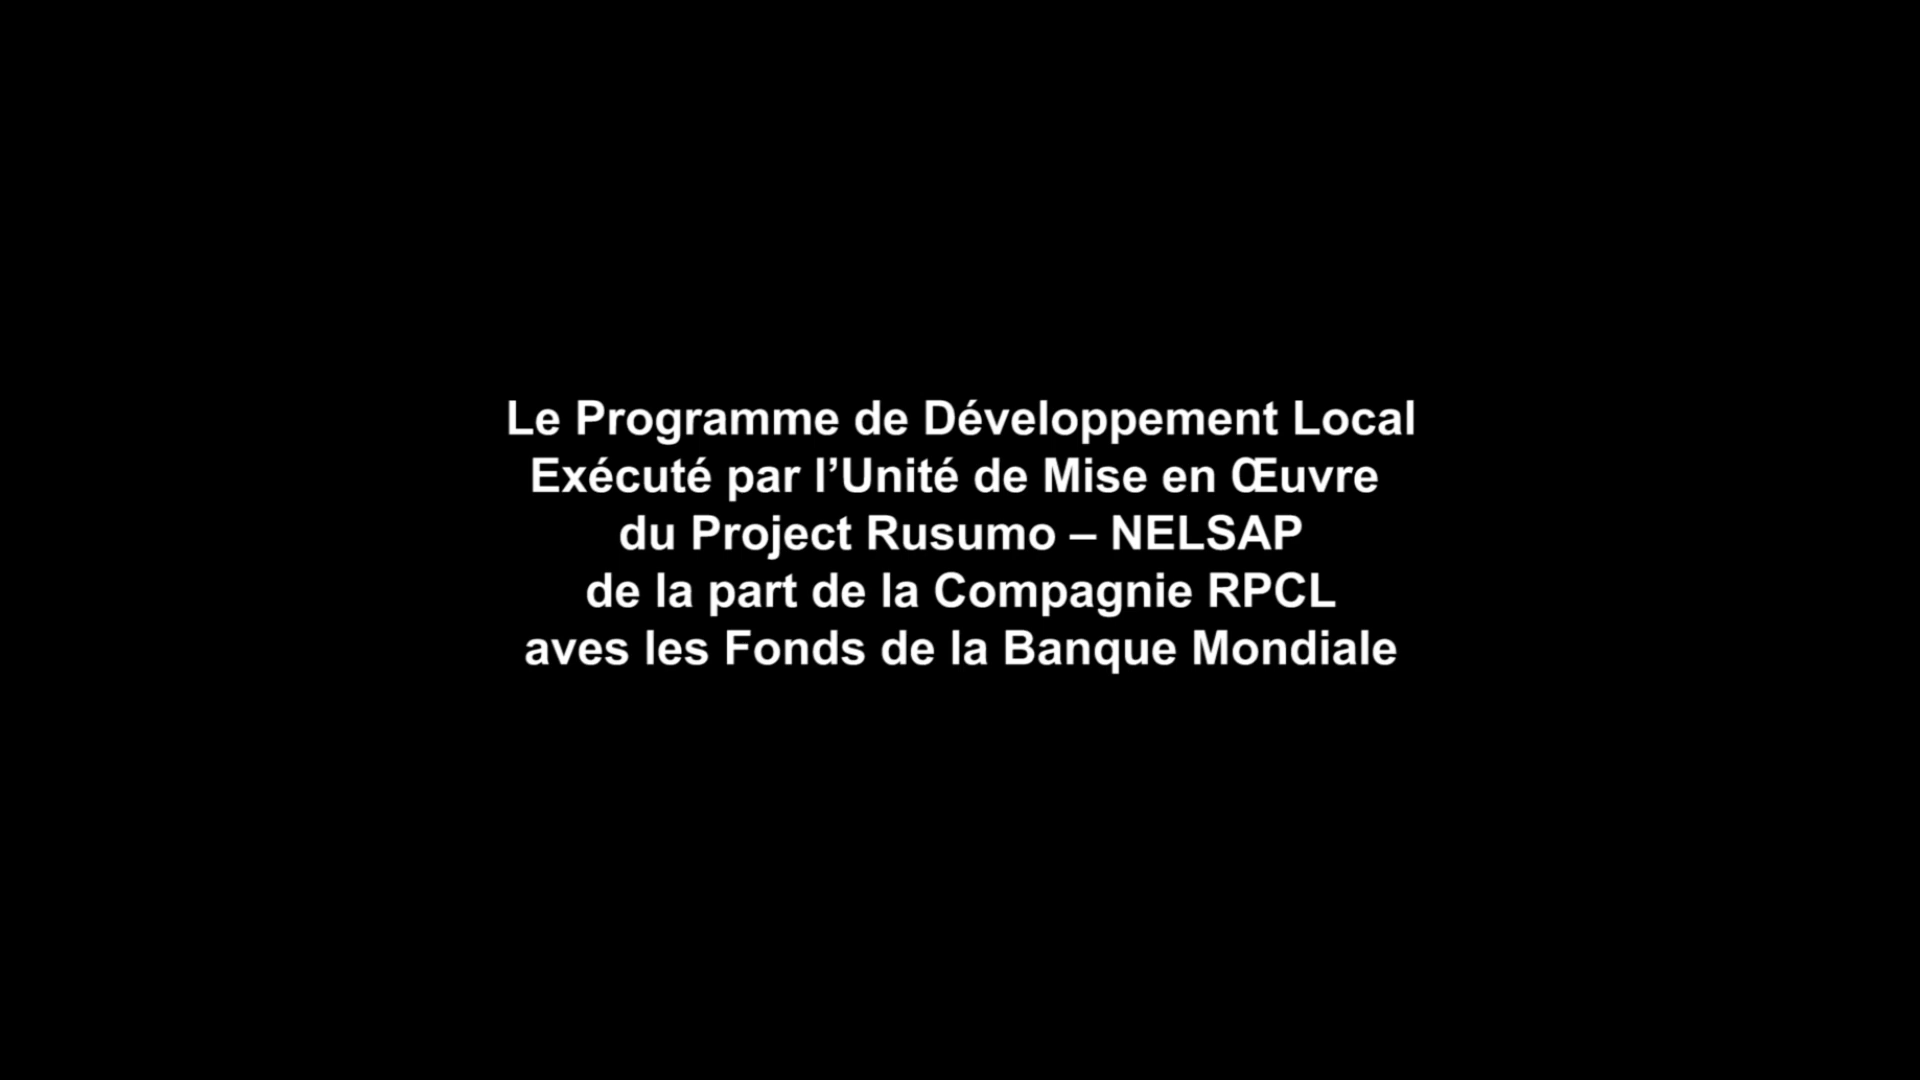 Le Programme de Développement Local
Exécuté par l’Unité de Mise en Œuvre
du Project Rusumo – NELSAP
de la part de la Compagnie RPCL
aves les Fonds de la Banque Mondiale